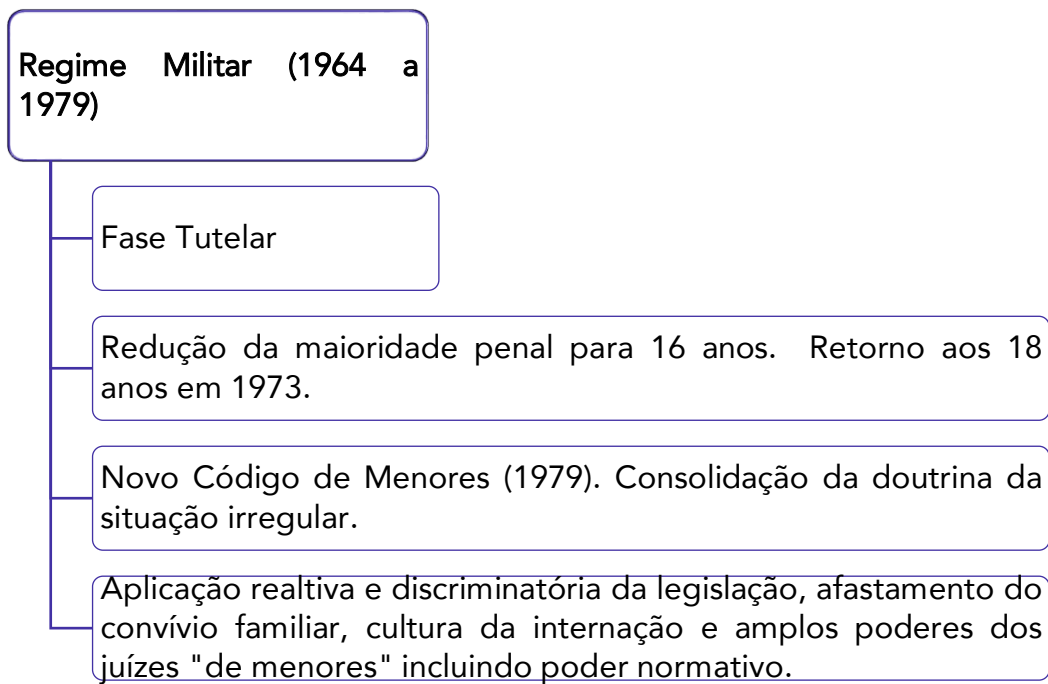 Regime Militar (1964 a
1979)
Fase Tutelar
Redução da maioridade penal para 16 anos. Retorno aos 18
anos em 1973.
Novo Código de Menores (1979). Consolidação da doutrina da
situação irregular.
Aplicação realtiva e discriminatória da legislação, afastamento do
convívio familiar, cultura da internação e amplos poderes dos
juízes "de menores" incluindo poder normativo.